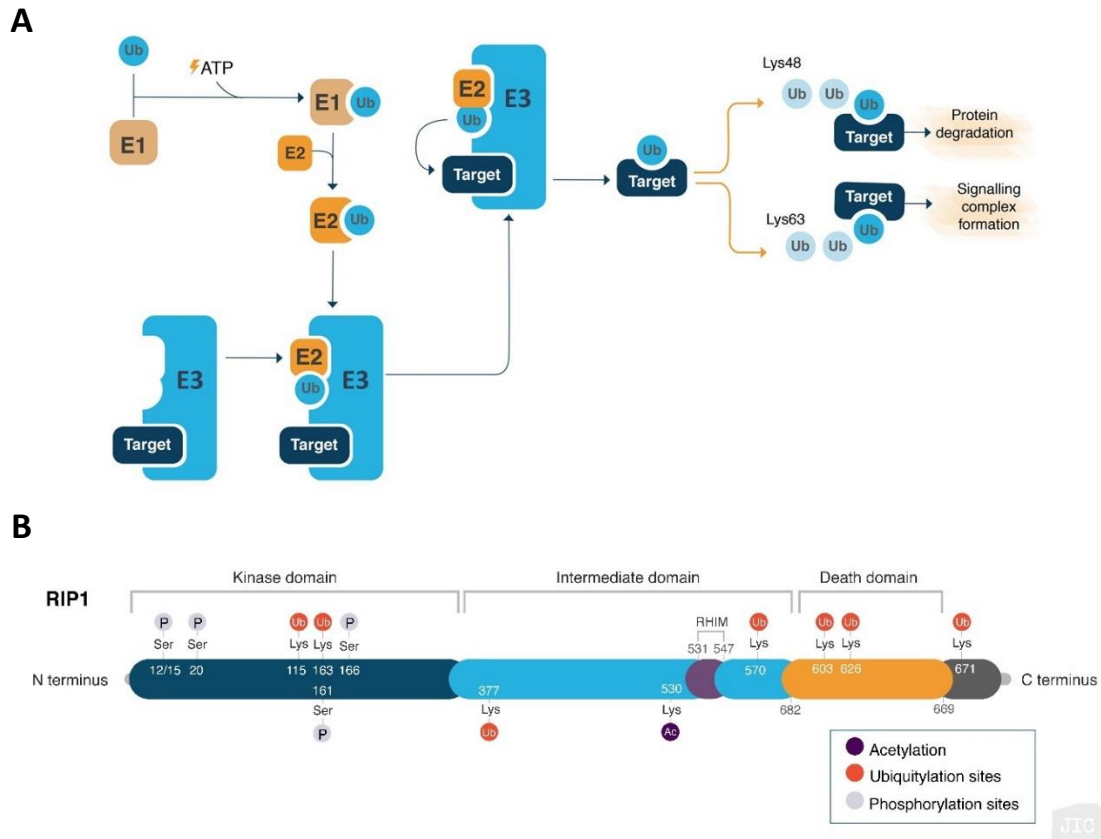 A
Ub
ATP
E1
E1
Ub
E2
E2
Ub
E3
Target
E2
Ub
E3
Target
E2
Ub
E3
Target
Ub
Target
Lys48
Ub Ub Ub
Target
Protein
degradation
Lys63
Ub Ub Ub
Target
Signalling
complex
formation
B
RIP1
Kinase domain
Intermediate domain
Death domain
P P Ub Ub P RHIM Ub Ub Ub Ub
Ser Ser Lys Lys Ser 531 547 Lys Lys Lys Lys
N terminus
12/15 20 115 163 166 570 603 626 671
C terminus
161 377 530
Ser Lys Lys 682 669
P Ub Ac
Acetylation
Ubiquitylation sites
Phosphorylation sites
JIC